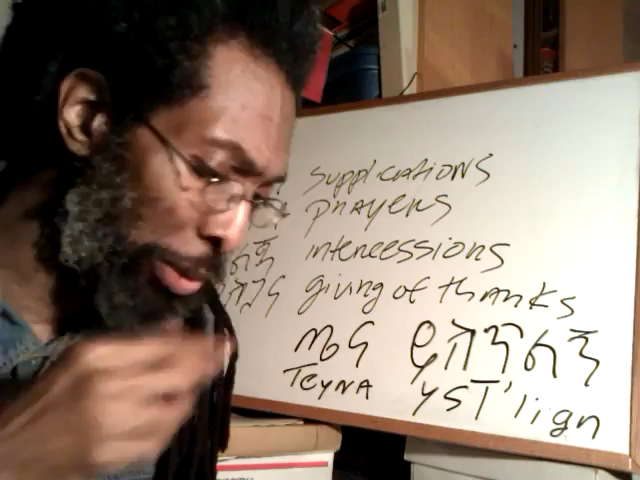 supplications
prayers
intercessions
giving of thanks
ጤና ይስጥልኝ
TeyNA YST'lign